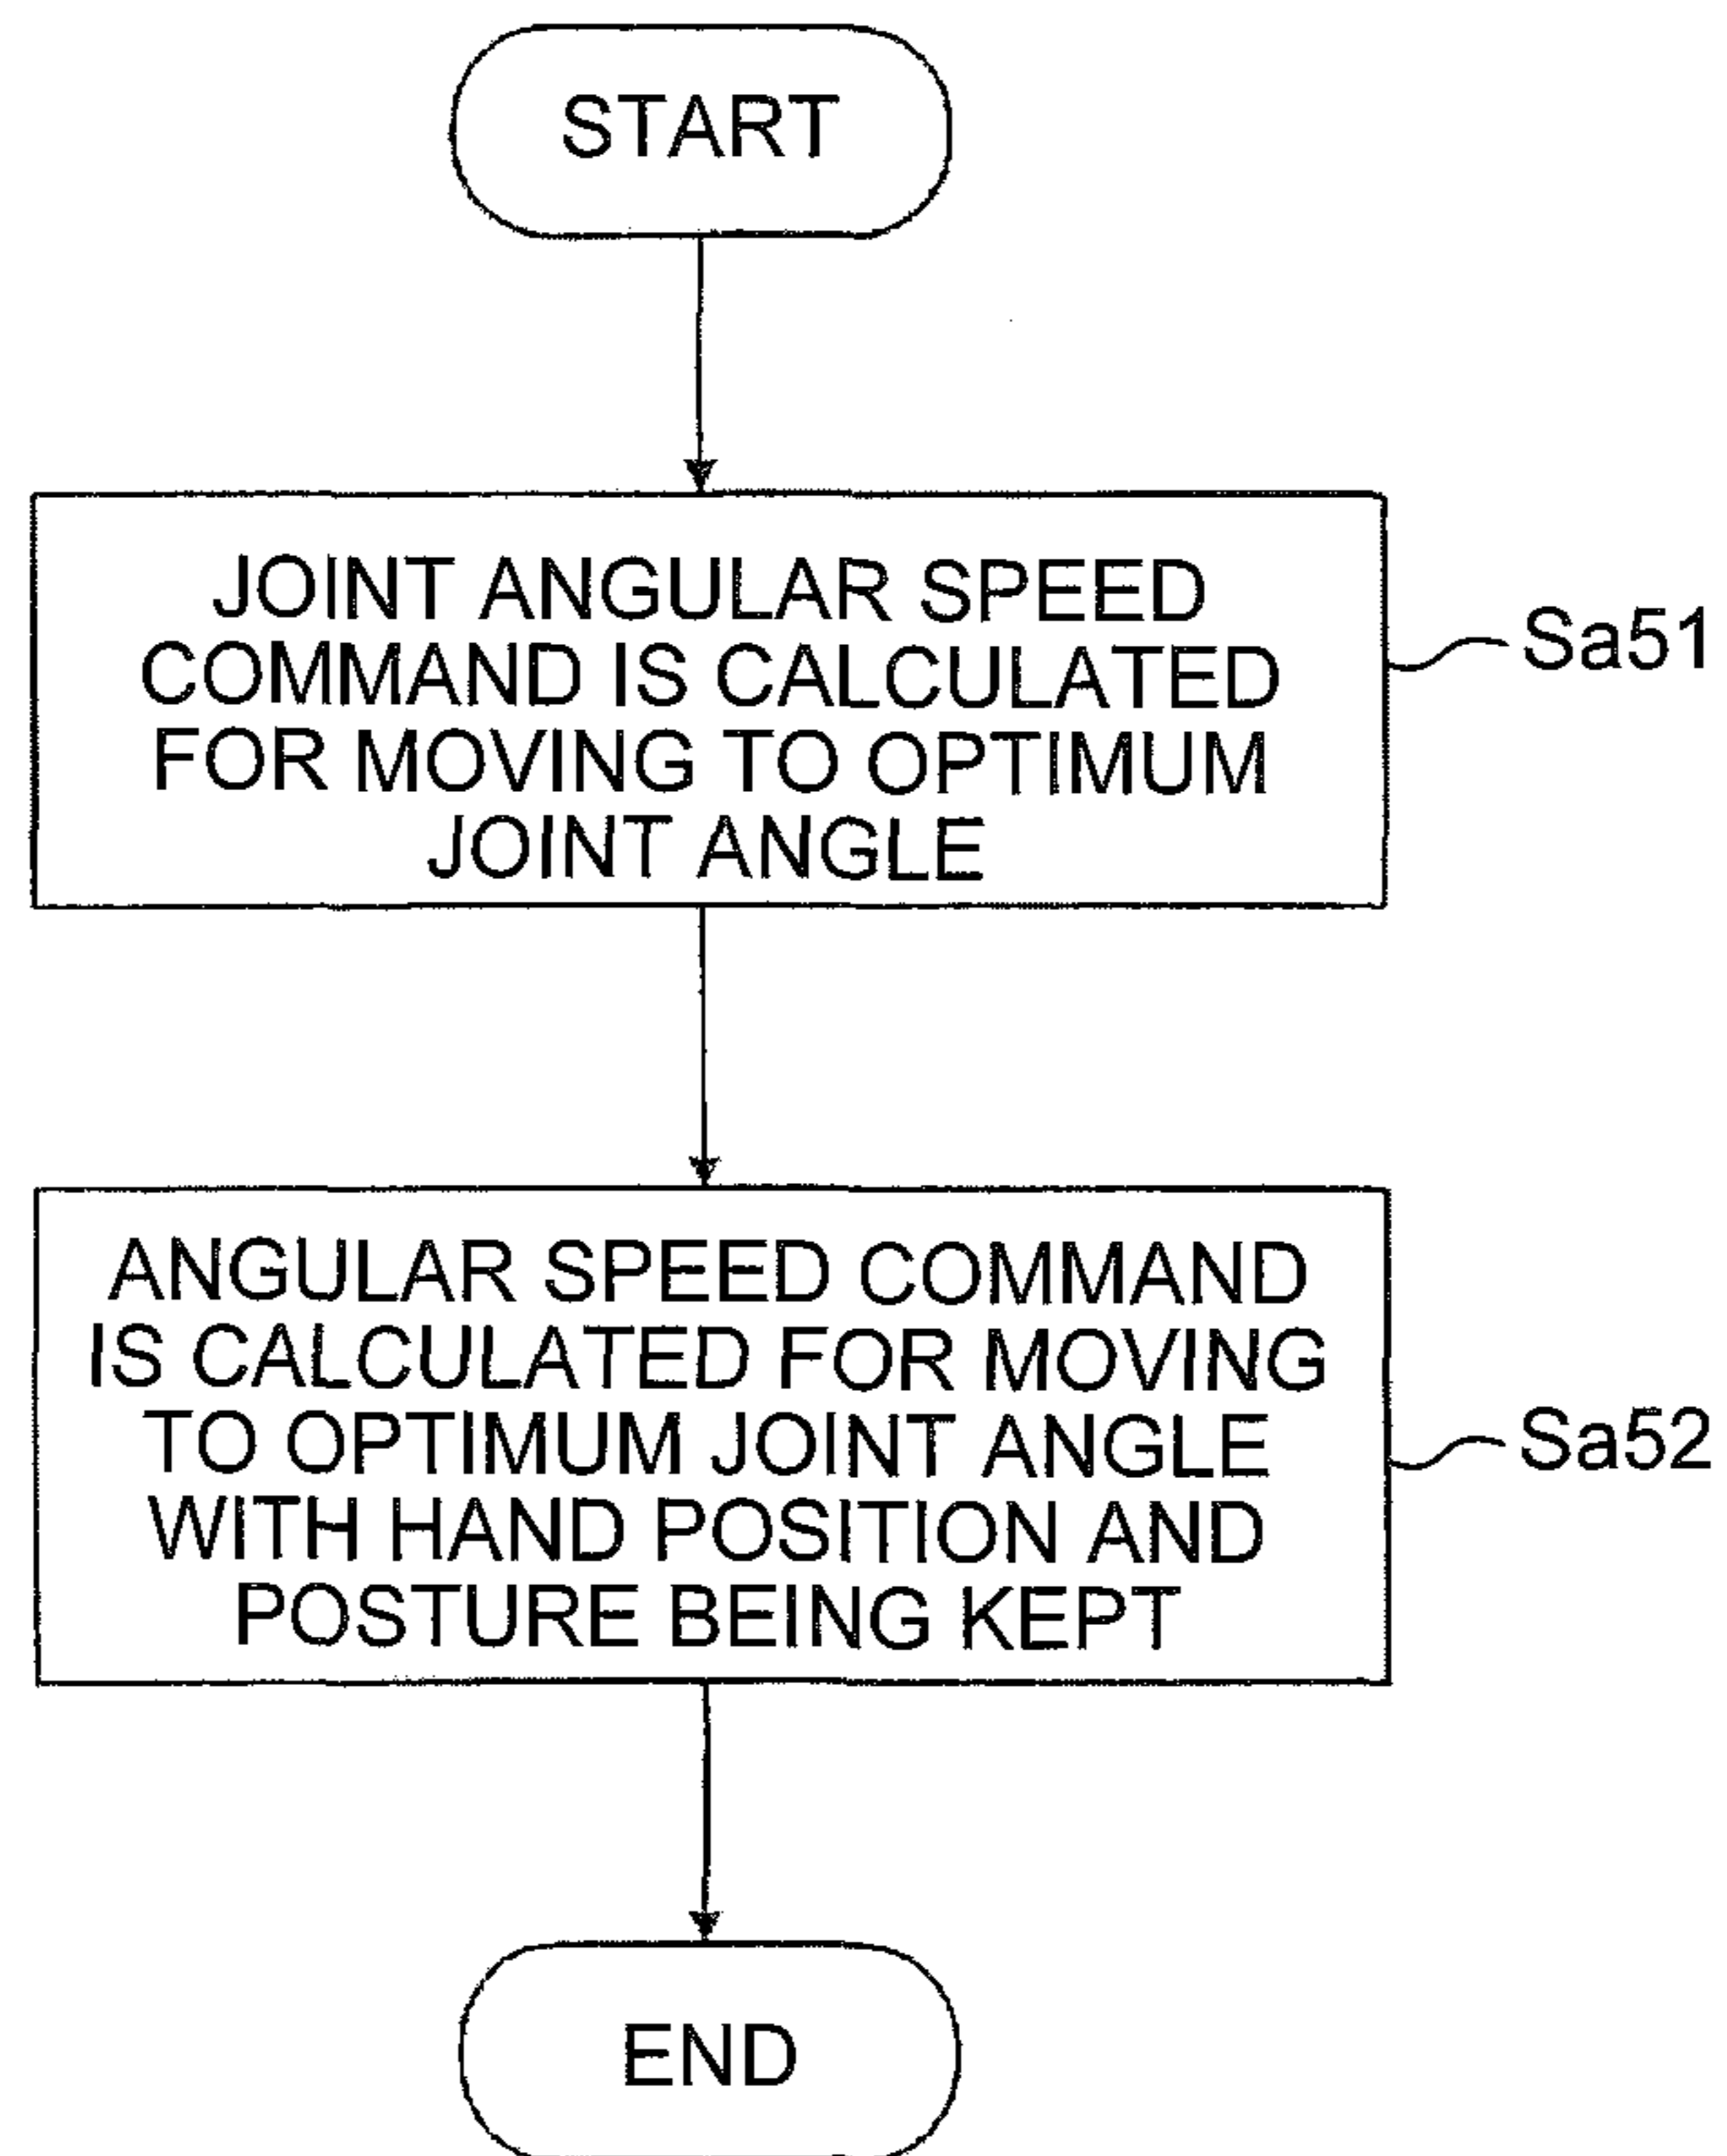 START
JOINT ANGULAR SPEED
COMMAND IS CALCULATED
FOR MOVING TO OPTIMUM
JOINT ANGLE
Sa51
ANGULAR SPEED COMMAND
IS CALCULATED FOR MOVING
TO OPTIMUM JOINT ANGLE
WITH HAND POSITION AND
POSTURE BEING KEPT
Sa52
END